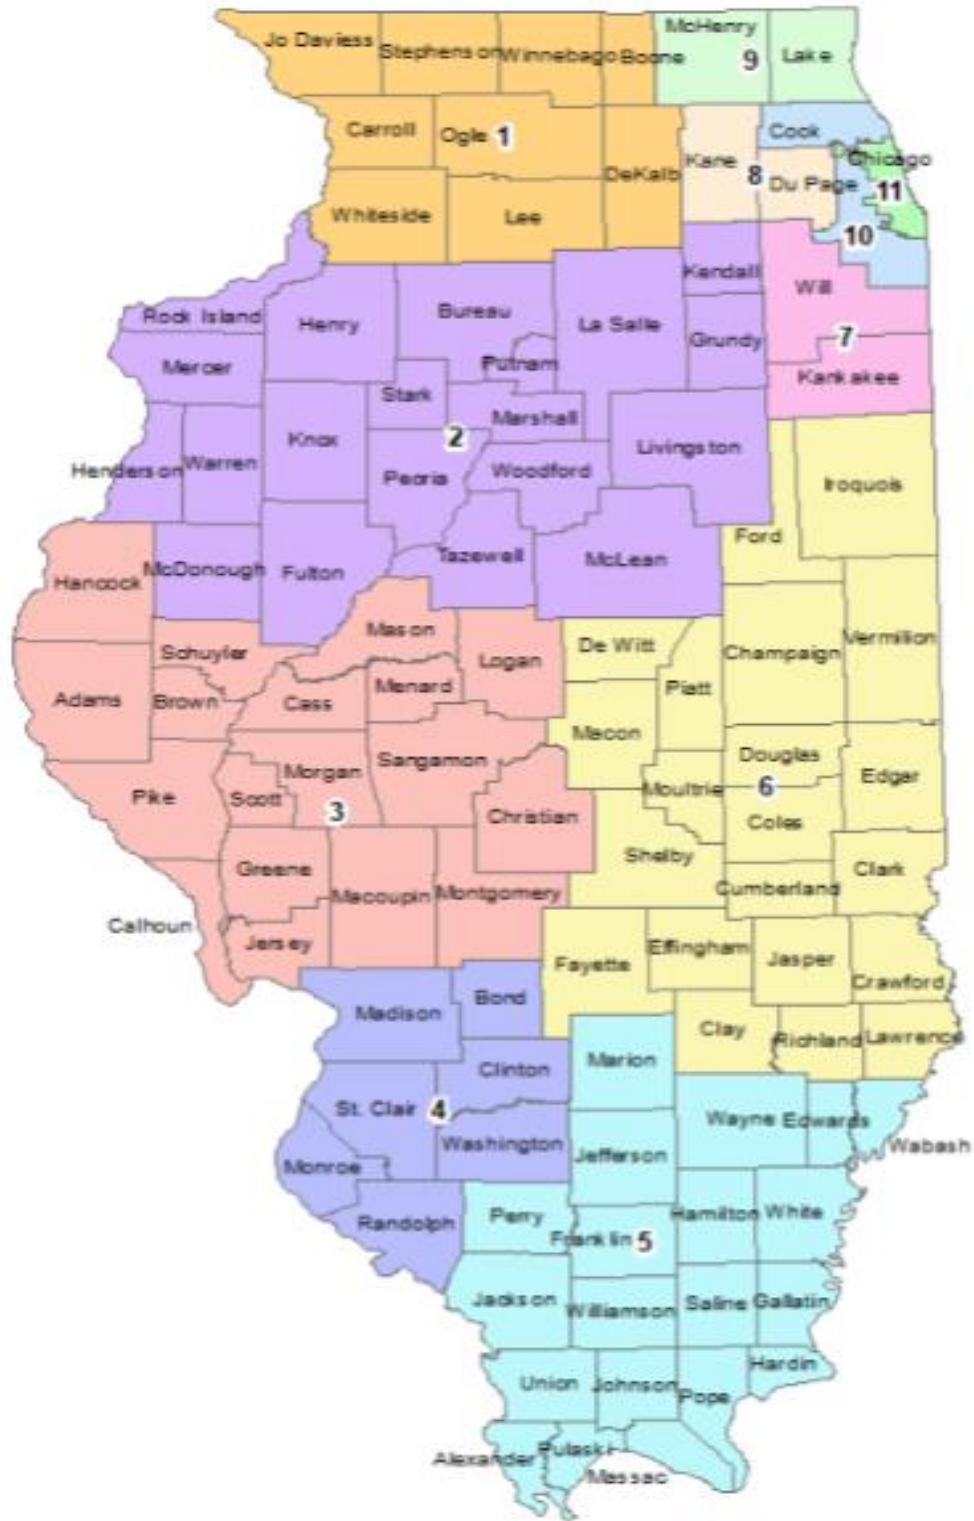 Jo Daviess
Stephenson
Winnebago
Boone
McHenry
9
Lake
Carroll
Ogle
1
DeKalb
Kane
8
Cook
Du Page
Chicago
11
10
Whiteside
Lee
Kendall
Will
Rock Island
Henry
Bureau
La Salle
Grundy
7
Mercer
Putnam
Kankakee
Stark
Marshall
2
Knox
Livingston
Henderson
Warren
Peoria
Woodford
Iroquois
Ford
Hancock
McDonough
Fulton
Tazewell
McLean
Schuyler
Mason
Logan
De Witt
Champaign
Vermilion
Adams
Brown
Cass
Menard
Piatt
Macon
Sangamon
Douglas
Edgar
Pike
Scott
Morgan
3
Christian
Moultrie
6
Coles
Greene
Macoupin
Montgomery
Shelby
Cumberland
Clark
Calhoun
Jersey
Fayette
Effingham
Jasper
Crawford
Madison
Bond
Clay
Richland
Lawrence
Clinton
Marion
St. Clair
4
Washington
Wayne
Edwards
Wabash
Monroe
Jefferson
Randolph
Perry
Franklin
5
Hamilton
White
Jackson
Williamson
Saline
Gallatin
Union
Johnson
Pope
Hardin
Alexander
Pulaski
Massac